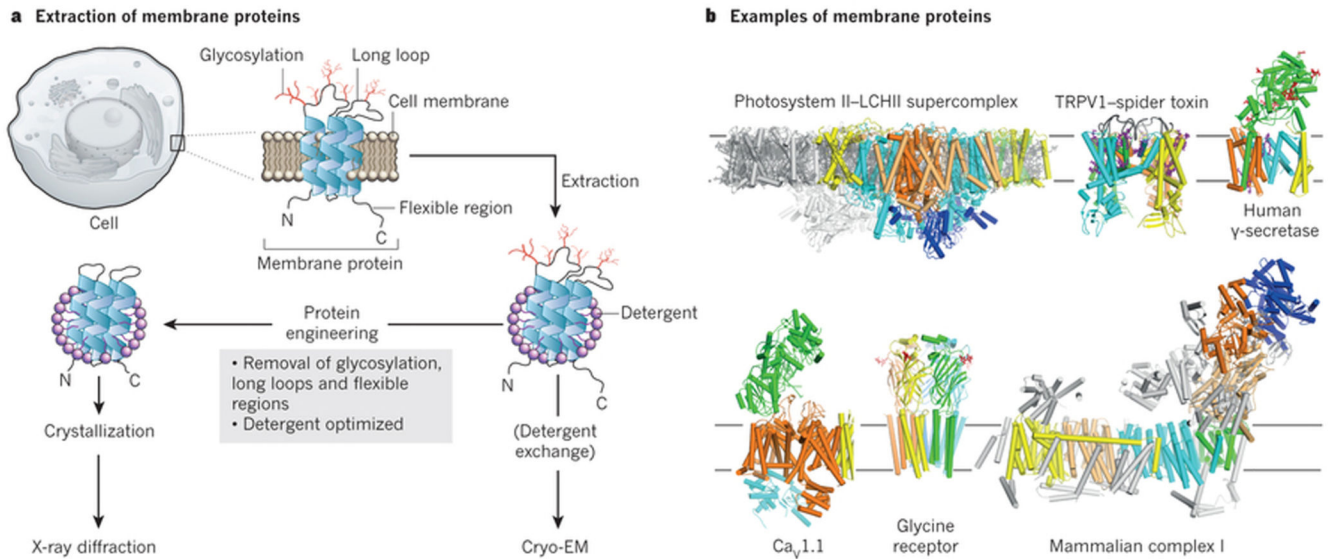 a Extraction of membrane proteins
Glycosylation
Long loop
Cell membrane
Cell
N
C
Flexible region
Membrane protein
Extraction
Detergent
N
C
Protein
engineering
• Removal of glycosylation,
long loops and flexible
regions
• Detergent optimized
N
C
Crystallization
X-ray diffraction
(Detergent
exchange)
Cryo-EM
b Examples of membrane proteins
Photosystem II–LCHII supercomplex
TRPV1–spider toxin
Human
γ-secretase
Cav1.1
Glycine
receptor
Mammalian complex I